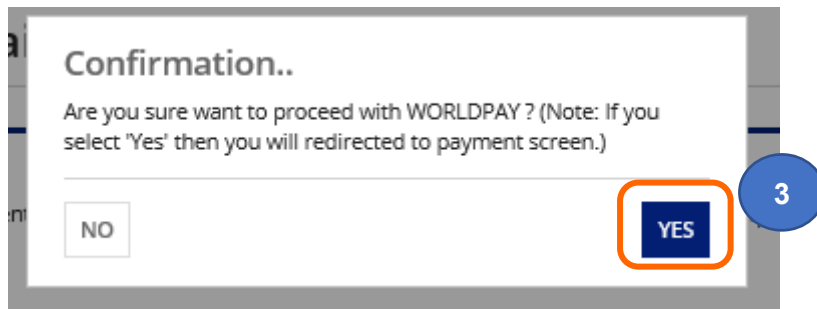 Confirmation..
Are you sure want to proceed with WORLDPAY ? (Note: If you
select 'Yes' then you will redirected to payment screen.)
NO
YES
3